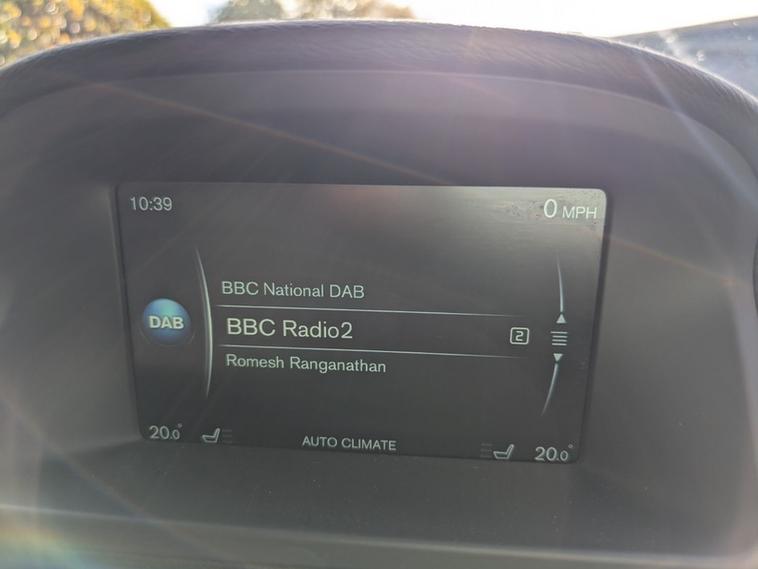 10:39
0 MPH
BBC National DAB
DAB
BBC Radio2
2
Romesh Ranganathan
20.0°
AUTO CLIMATE
20.0°